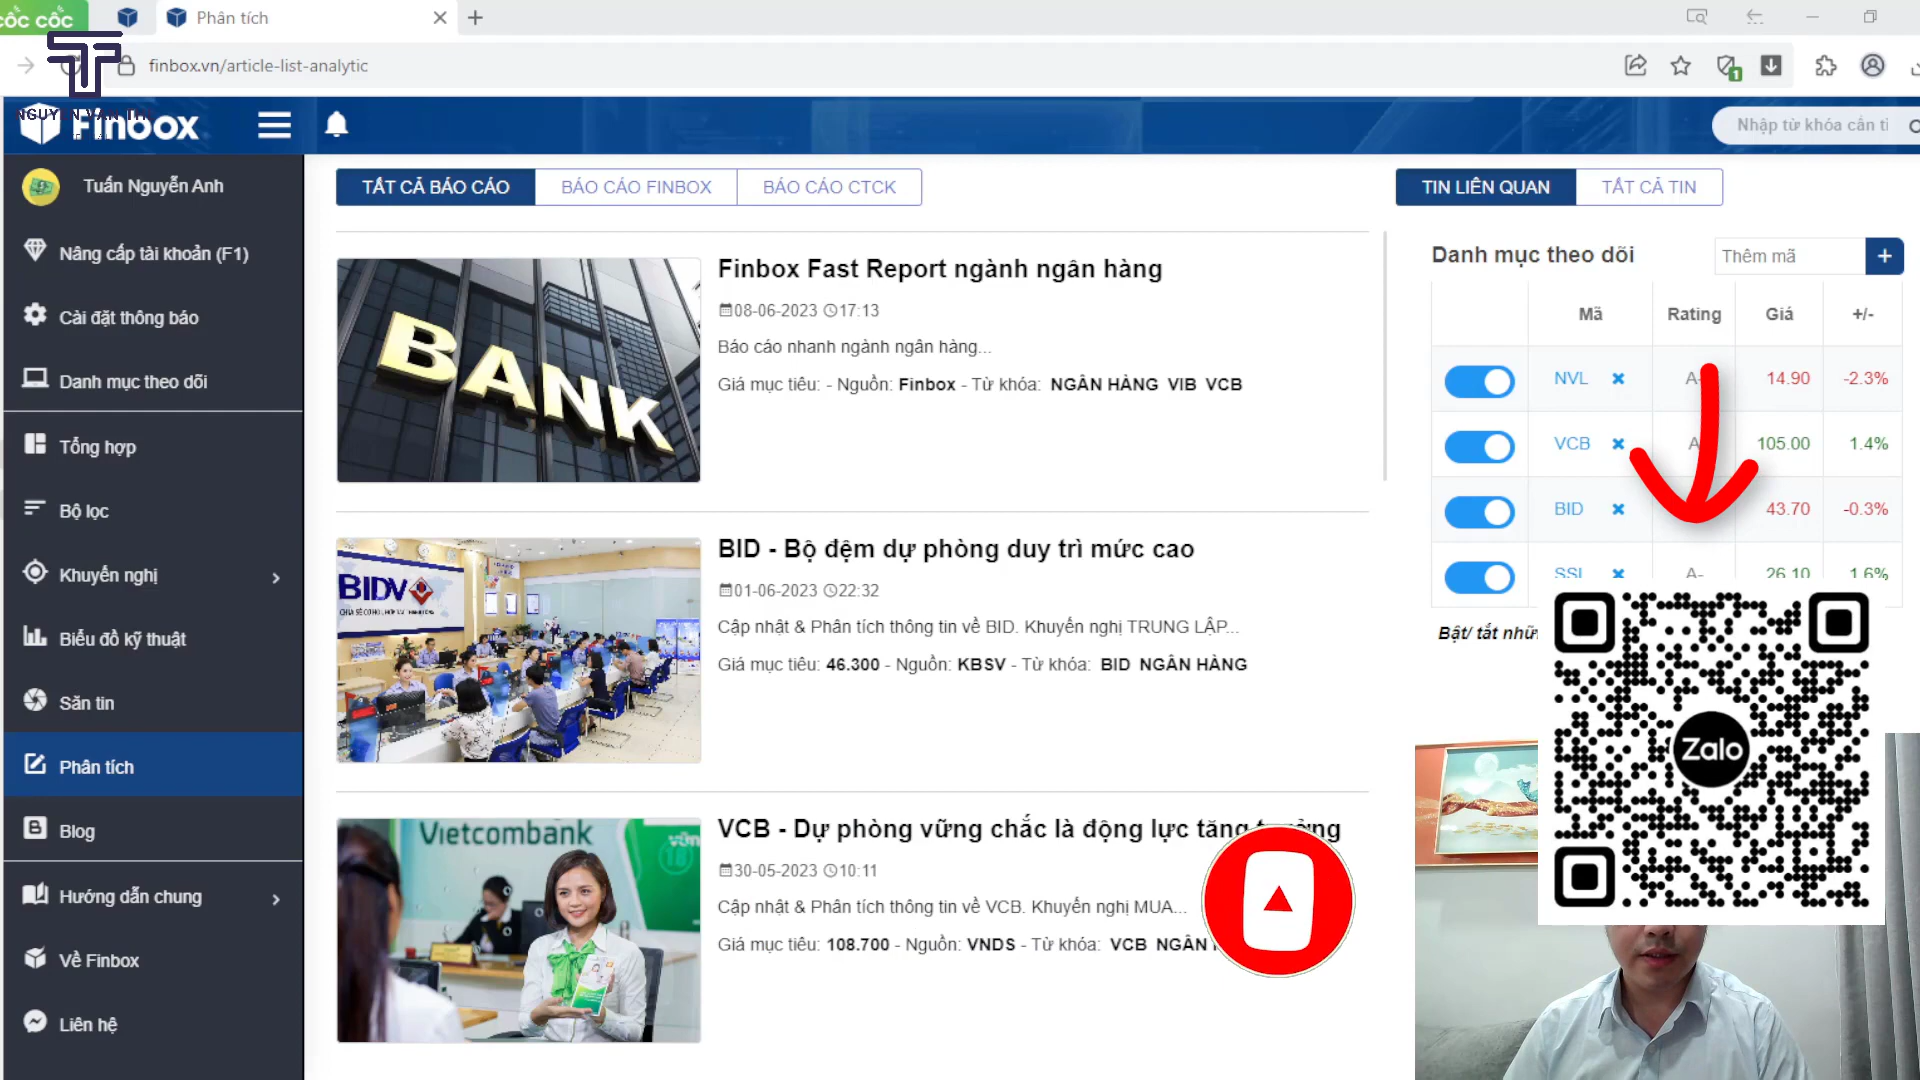 cốc cốc
Phân tích
finbox.vn/article-list-analytic
Finbox
Nhập từ khóa cần tì
Tuấn Nguyễn Anh
Nâng cấp tài khoản (F1)
Cài đặt thông báo
Danh mục theo dõi
Tổng hợp
Bộ lọc
Khuyến nghị
Biểu đồ kỹ thuật
Săn tin
Phân tích
Blog
Hướng dẫn chung
Về Finbox
Liên hệ
TẤT CẢ BÁO CÁO
BÁO CÁO FINBOX
BÁO CÁO CTCK
Finbox Fast Report ngành ngân hàng
08-06-2023 17:13
Báo cáo nhanh ngành ngân hàng...
Giá mục tiêu: - Nguồn: Finbox - Từ khóa: NGÂN HÀNG VIB VCB
BANK
BID - Bộ đệm dự phòng duy trì mức cao
01-06-2023 22:32
Cập nhật & Phân tích thông tin về BID. Khuyến nghị TRUNG LẬP...
Giá mục tiêu: 46.300 - Nguồn: KBSV - Từ khóa: BID NGÂN HÀNG
BIDV
VCB - Dự phòng vững chắc là động lực tăng trưởng
30-05-2023 10:11
Cập nhật & Phân tích thông tin về VCB. Khuyến nghị MUA...
Giá mục tiêu: 108.700 - Nguồn: VNDS - Từ khóa: VCB NGÂN
Vietcombank
TIN LIÊN QUAN
TẤT CẢ TIN
Danh mục theo dõi
Thêm mã
+
Mã Rating Giá +/-
NVL 14.90 -2.3%
VCB 105.00 1.4%
BID 43.70 -0.3%
SSI A- 26.10 1.6%
Bật/ tắt
Zalo